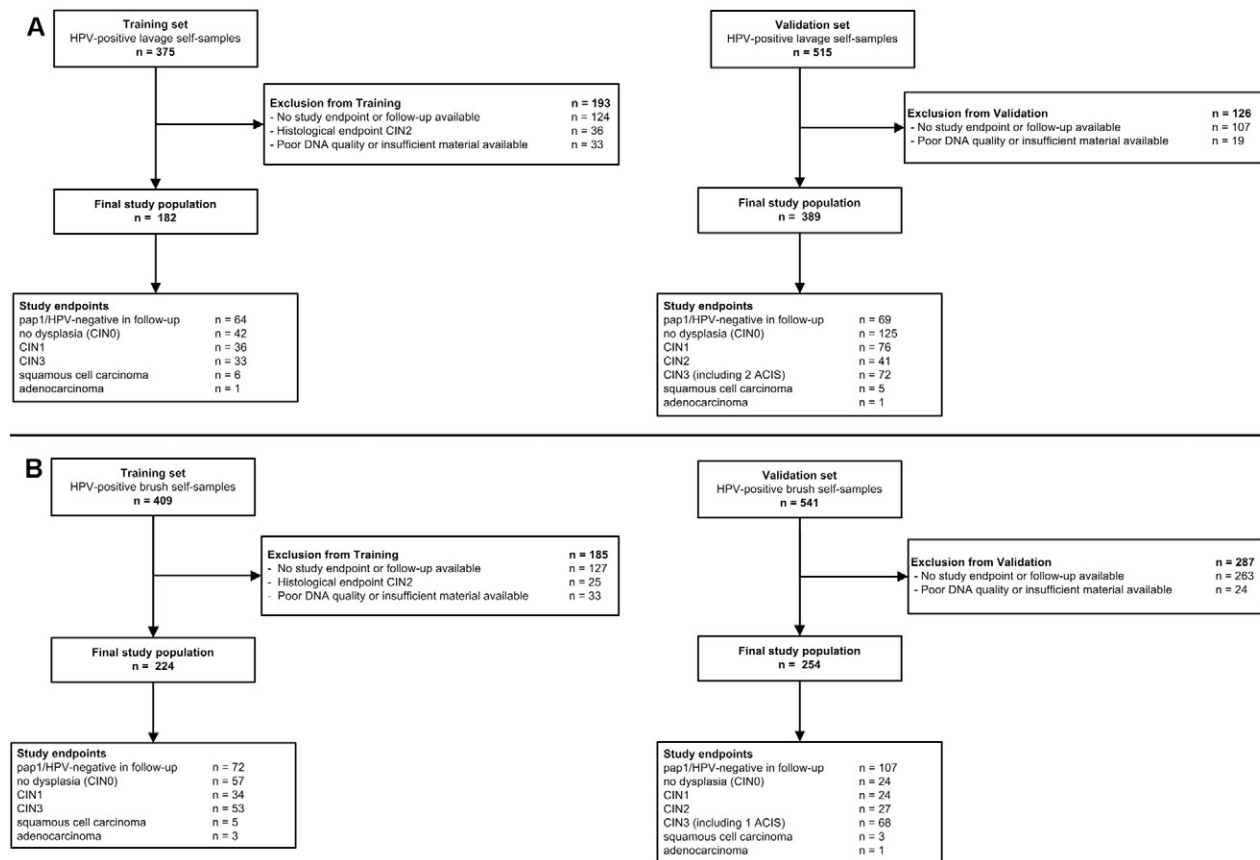 A
Training set
HPV-positive lavage self-samples
n = 375
Exclusion from Training n = 193
- No study endpoint or follow-up available n = 124
- Histological endpoint CIN2 n = 36
- Poor DNA quality or insufficient material available n = 33
Final study population
n = 182
Study endpoints
pap1/HPV-negative in follow-up n = 64
no dysplasia (CIN0) n = 42
CIN1 n = 36
CIN3 n = 33
squamous cell carcinoma n = 6
adenocarcinoma n = 1
Validation set
HPV-positive lavage self-samples
n = 515
Exclusion from Validation n = 126
- No study endpoint or follow-up available n = 107
- Poor DNA quality or insufficient material available n = 19
Final study population
n = 389
Study endpoints
pap1/HPV-negative in follow-up n = 69
no dysplasia (CIN0) n = 125
CIN1 n = 76
CIN2 n = 41
CIN3 (including 2 ACIS) n = 72
squamous cell carcinoma n = 5
adenocarcinoma n = 1
B
Training set
HPV-positive brush self-samples
n = 409
Exclusion from Training n = 185
- No study endpoint or follow-up available n = 127
- Histological endpoint CIN2 n = 25
- Poor DNA quality or insufficient material available n = 33
Final study population
n = 224
Study endpoints
pap1/HPV-negative in follow-up n = 72
no dysplasia (CIN0) n = 57
CIN1 n = 34
CIN3 n = 53
squamous cell carcinoma n = 5
adenocarcinoma n = 3
Validation set
HPV-positive brush self-samples
n = 541
Exclusion from Validation n = 287
- No study endpoint or follow-up available n = 263
- Poor DNA quality or insufficient material available n = 24
Final study population
n = 254
Study endpoints
pap1/HPV-negative in follow-up n = 107
no dysplasia (CIN0) n = 24
CIN1 n = 24
CIN2 n = 27
CIN3 (including 1 ACIS) n = 68
squamous cell carcinoma n = 3
adenocarcinoma n = 1